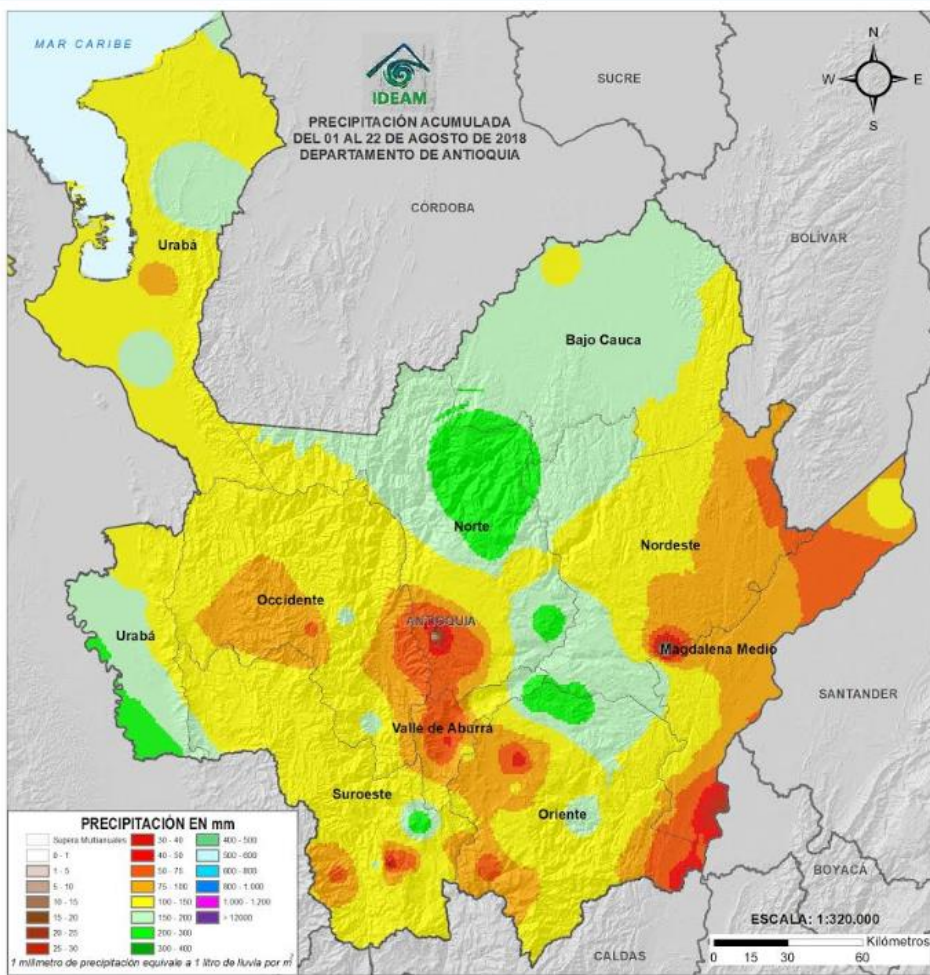 MAR CARIBE
IDEAM
PRECIPITACIÓN ACUMULADA
DEL 01 AL 22 DE AGOSTO DE 2018
DEPARTAMENTO DE ANTIOQUIA
N
W
E
S
SUCRE
CÓRDOBA
BOLÍVAR
Urabá
Bajo Cauca
Norte
Nordeste
Occidente
ANTIOQUIA
Urabá
Magdalena Medio
SANTANDER
Valle de Aburrá
Suroeste
Oriente
BOYACÁ
CALDAS
PRECIPITACIÓN EN mm
Supera Multianuales
0 - 1
1 - 5
5 - 10
10 - 15
15 - 20
20 - 25
25 - 30
30 - 40
40 - 50
50 - 75
75 - 100
100 - 150
150 - 200
200 - 300
300 - 400
400 - 500
500 - 600
600 - 800
800 - 1.000
1.000 - 1.200
> 12000
1 milímetro de precipitación equivale a 1 litro de lluvia por m²
ESCALA: 1:320.000
Kilómetros
0 15 30 60